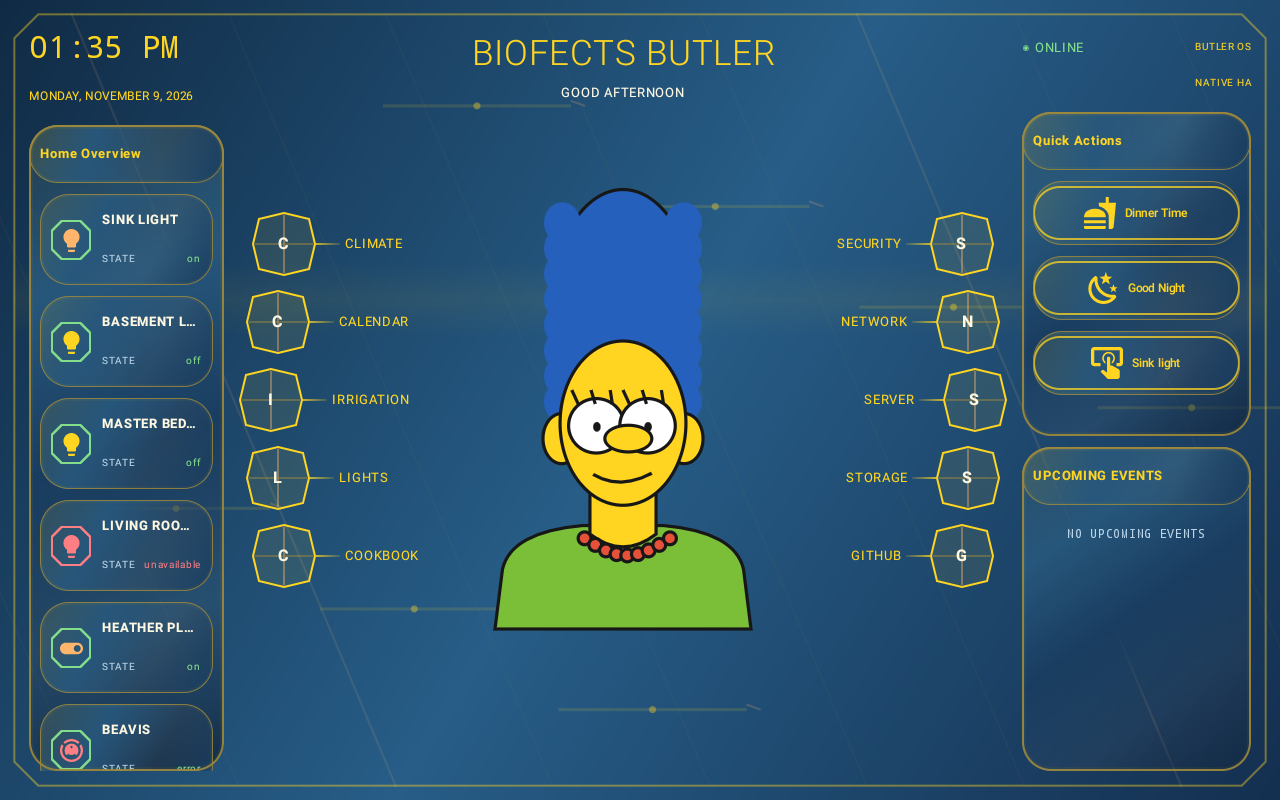 01:35 PM
MONDAY, NOVEMBER 9, 2026
BIOFECTS BUTLER
GOOD AFTERNOON
ONLINE
BUTLER OS
NATIVE HA
Home Overview
SINK LIGHT
STATE on
BASEMENT L...
STATE off
MASTER BED...
STATE off
LIVING ROO...
STATE unavailable
HEATHER PL...
STATE on
BEAVIS
STATE error
C CLIMATE
C CALENDAR
I IRRIGATION
L LIGHTS
C COOKBOOK
SECURITY S
NETWORK N
SERVER S
STORAGE S
GITHUB G
Quick Actions
Dinner Time
Good Night
Sink light
UPCOMING EVENTS
NO UPCOMING EVENTS